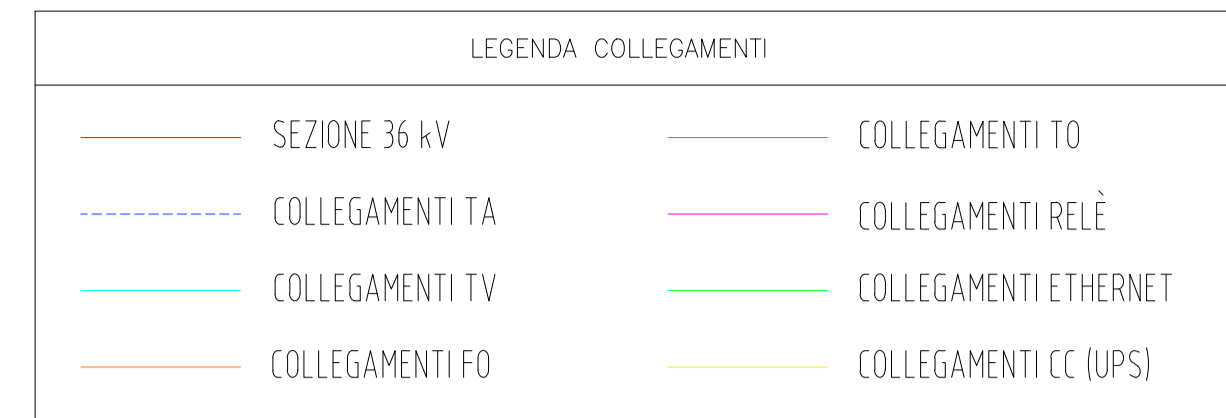 LEGENDA COLLEGAMENTI
SEZIONE 36 kV
COLLEGAMENTI TO
COLLEGAMENTI TA
COLLEGAMENTI RELÈ
COLLEGAMENTI TV
COLLEGAMENTI ETHERNET
COLLEGAMENTI FO
COLLEGAMENTI CC (UPS)